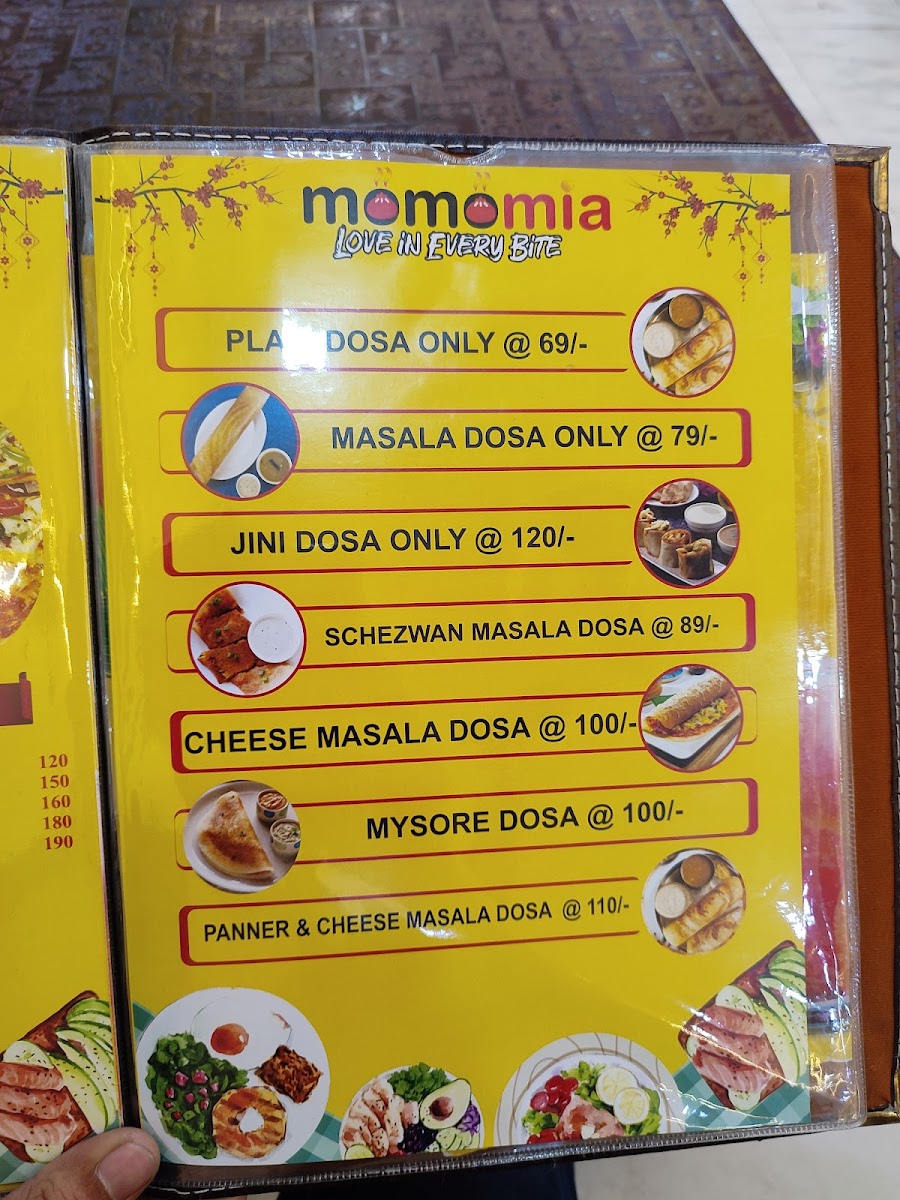 momomia
LOVE iN EVERY BiTE
PLAIN DOSA ONLY @ 69/-
MASALA DOSA ONLY @ 79/-
JINI DOSA ONLY @ 120/-
SCHEZWAN MASALA DOSA @ 89/-
CHEESE MASALA DOSA @ 100/-
MYSORE DOSA @ 100/-
PANNER & CHEESE MASALA DOSA @ 110/-
120
150
160
180
190